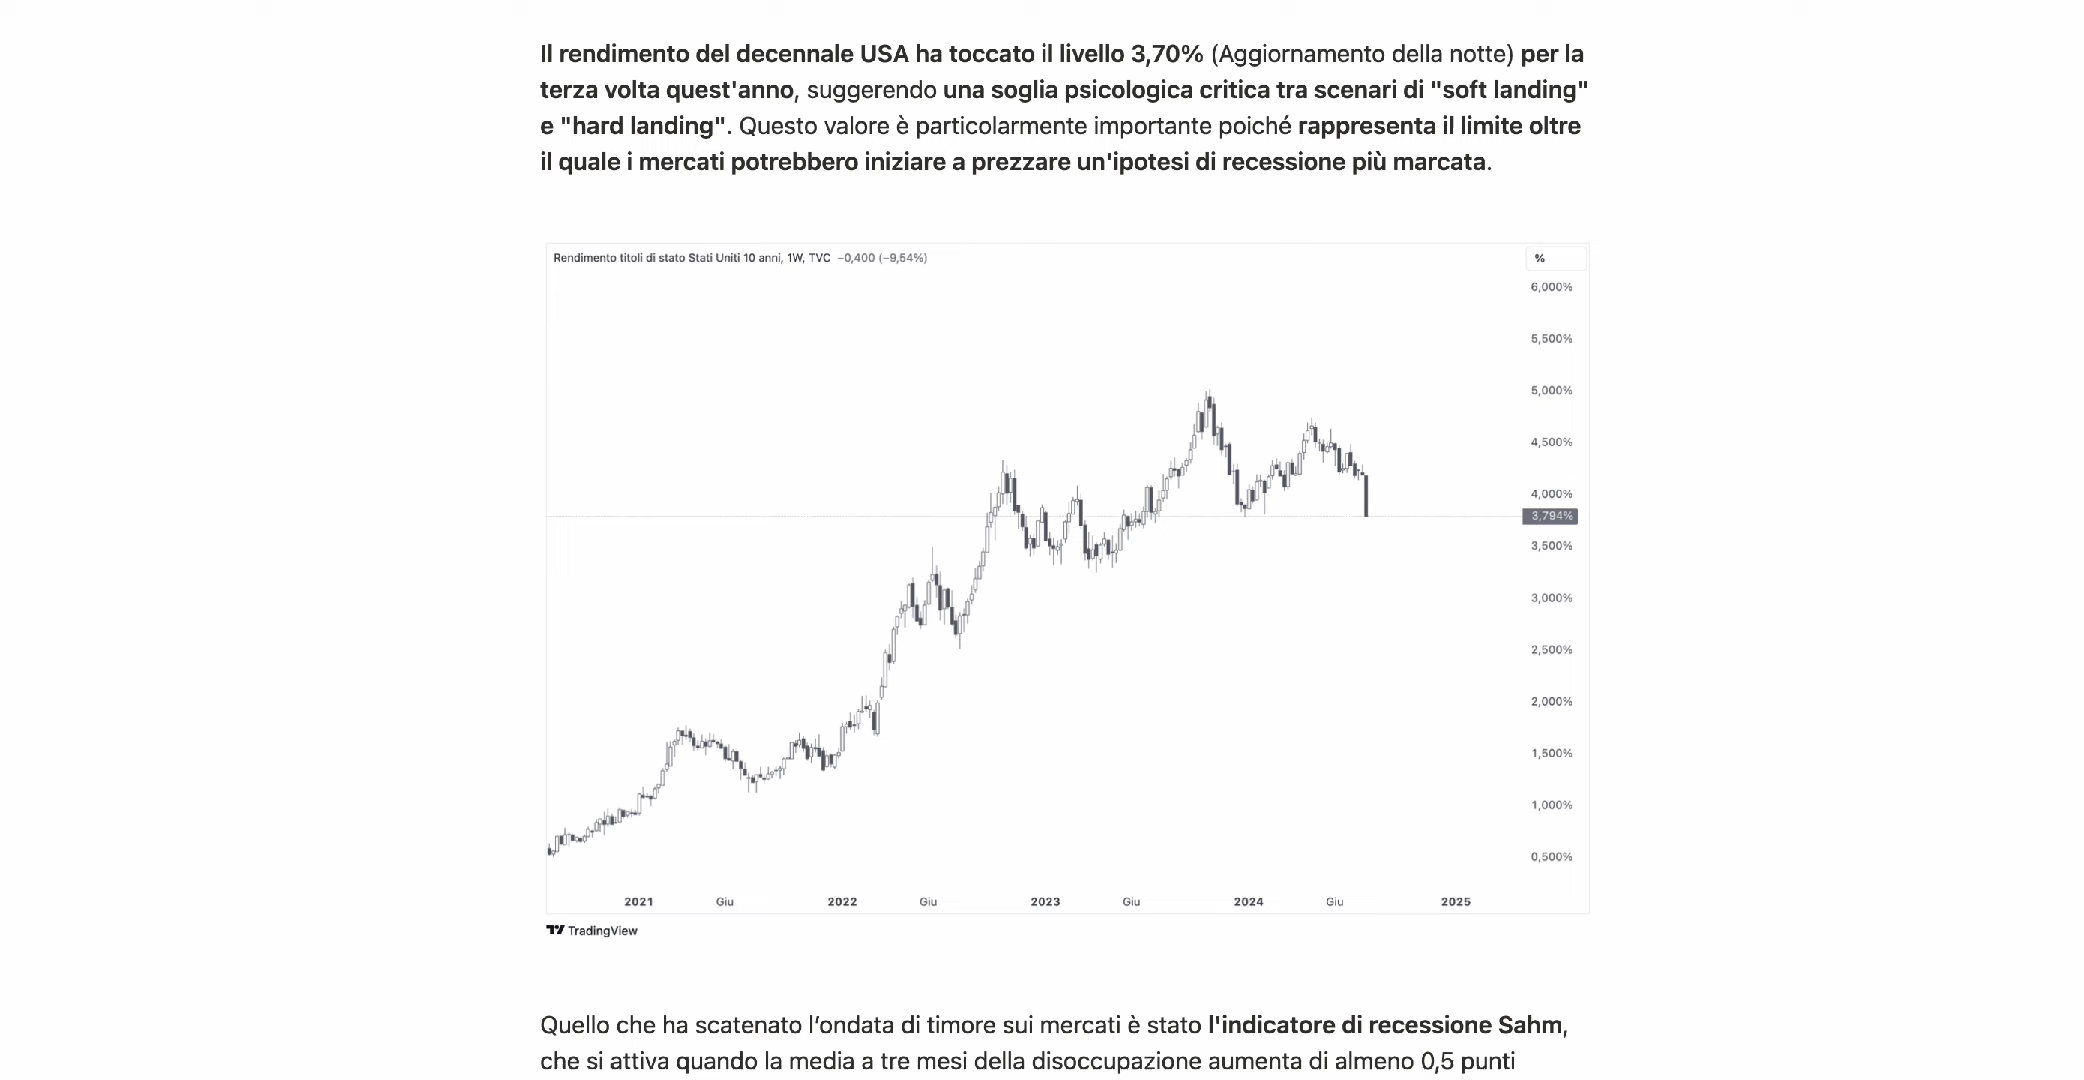 Il rendimento del decennale USA ha toccato il livello 3,70% (Aggiornamento della notte) per la
terza volta quest'anno, suggerendo una soglia psicologica critica tra scenari di "soft landing"
e "hard landing". Questo valore è particolarmente importante poiché rappresenta il limite oltre
il quale i mercati potrebbero iniziare a prezzare un'ipotesi di recessione più marcata.
Rendimento titoli di stato Stati Uniti 10 anni, 1W, TVC −0,400 (−9,54%)
%
6,000%
5,500%
5,000%
4,500%
4,000%
3,794%
3,500%
3,000%
2,500%
2,000%
1,500%
1,000%
0,500%
2021 Giu 2022 Giu 2023 Giu 2024 Giu 2025
TradingView
Quello che ha scatenato l’ondata di timore sui mercati è stato l'indicatore di recessione Sahm,
che si attiva quando la media a tre mesi della disoccupazione aumenta di almeno 0,5 punti